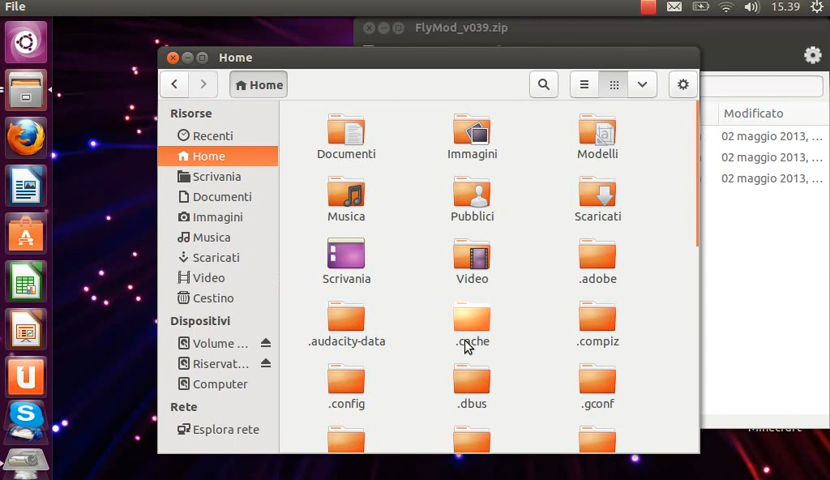 File
15.39
FlyMod_v039.zip
Home
Home
Risorse
Recenti
Home
Scrivania
Documenti
Immagini
Musica
Scaricati
Video
Cestino
Dispositivi
Volume ...
Riservat...
Computer
Rete
Esplora rete
Documenti
Immagini
Modelli
Musica
Pubblici
Scaricati
Scrivania
Video
.adobe
.audacity-data
.cache
.compiz
.config
.dbus
.gconf
Modificato
02 maggio 2013, ...
02 maggio 2013, ...
02 maggio 2013, ...
Minecraft